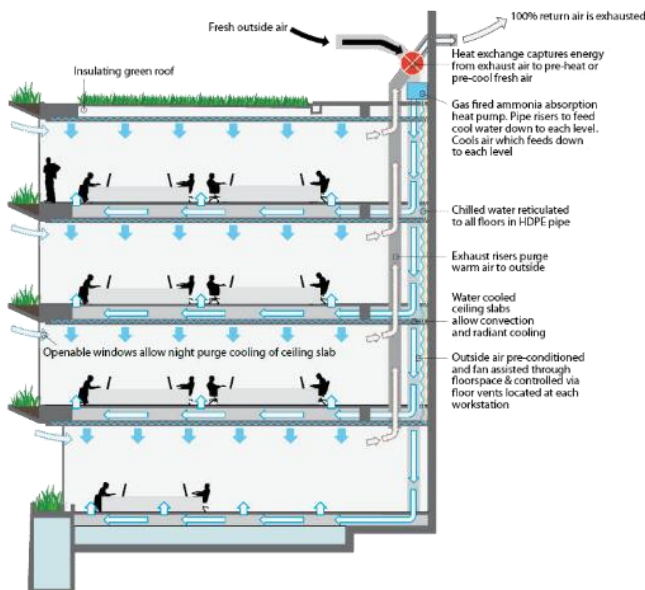 Fresh outside air
100% return air is exhausted
Heat exchange captures energy
from exhaust air to pre-heat or
pre-cool fresh air
Insulating green roof
Gas fired ammonia absorption
heat pump. Pipe risers to feed
cool water down to each level.
Cools air which feeds down
to each level
Chilled water reticulated
to all floors in HDPE pipe
Exhaust risers purge
warm air to outside
Water cooled
ceiling slabs
allow convection
and radiant cooling
Openable windows allow night purge cooling of ceiling slab
Outside air pre-conditioned
and fan assisted through
floorspace & controlled via
floor vents located at each
workstation